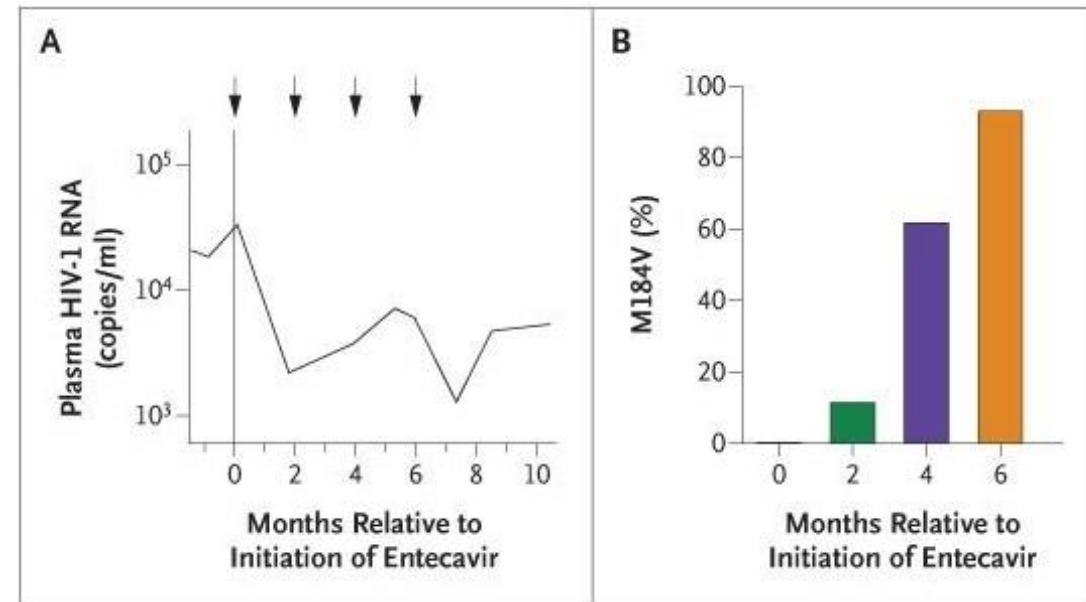 A
Plasma HIV-1 RNA
(copies/ml)
10⁵
10⁴
10³
0 2 4 6 8 10
Months Relative to
Initiation of Entecavir
B
M184V (%)
100
80
60
40
20
0
0 2 4 6
Months Relative to
Initiation of Entecavir